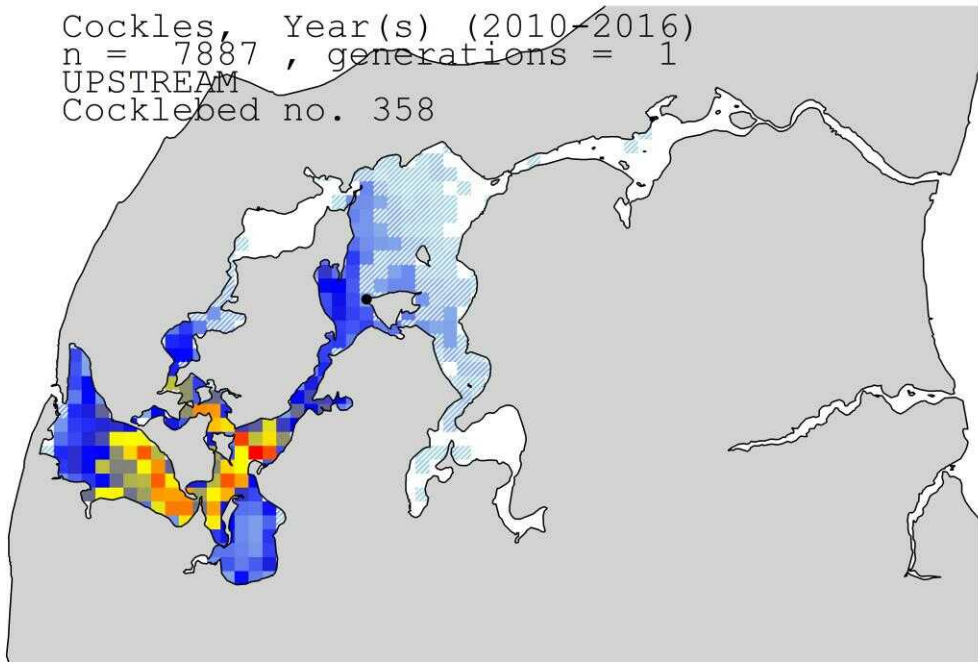 Cockles, Year(s) (2010-2016)
n = 7887 , generations = 1
UPSTREAM
Cocklebed no. 358